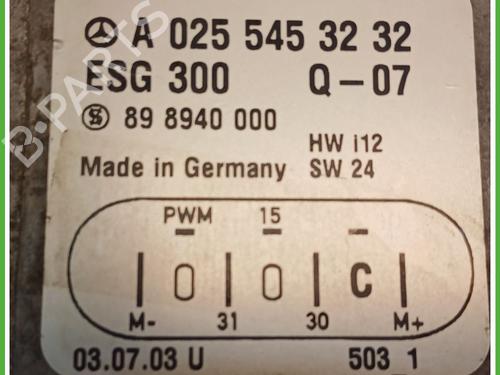 A 025 545 32 32
ESG 300 Q-07
89 8940 000
HW i12
Made in Germany SW 24
PWM 15
C
M- 31 30 M+
03.07.03 U 503 1
B-PARTS